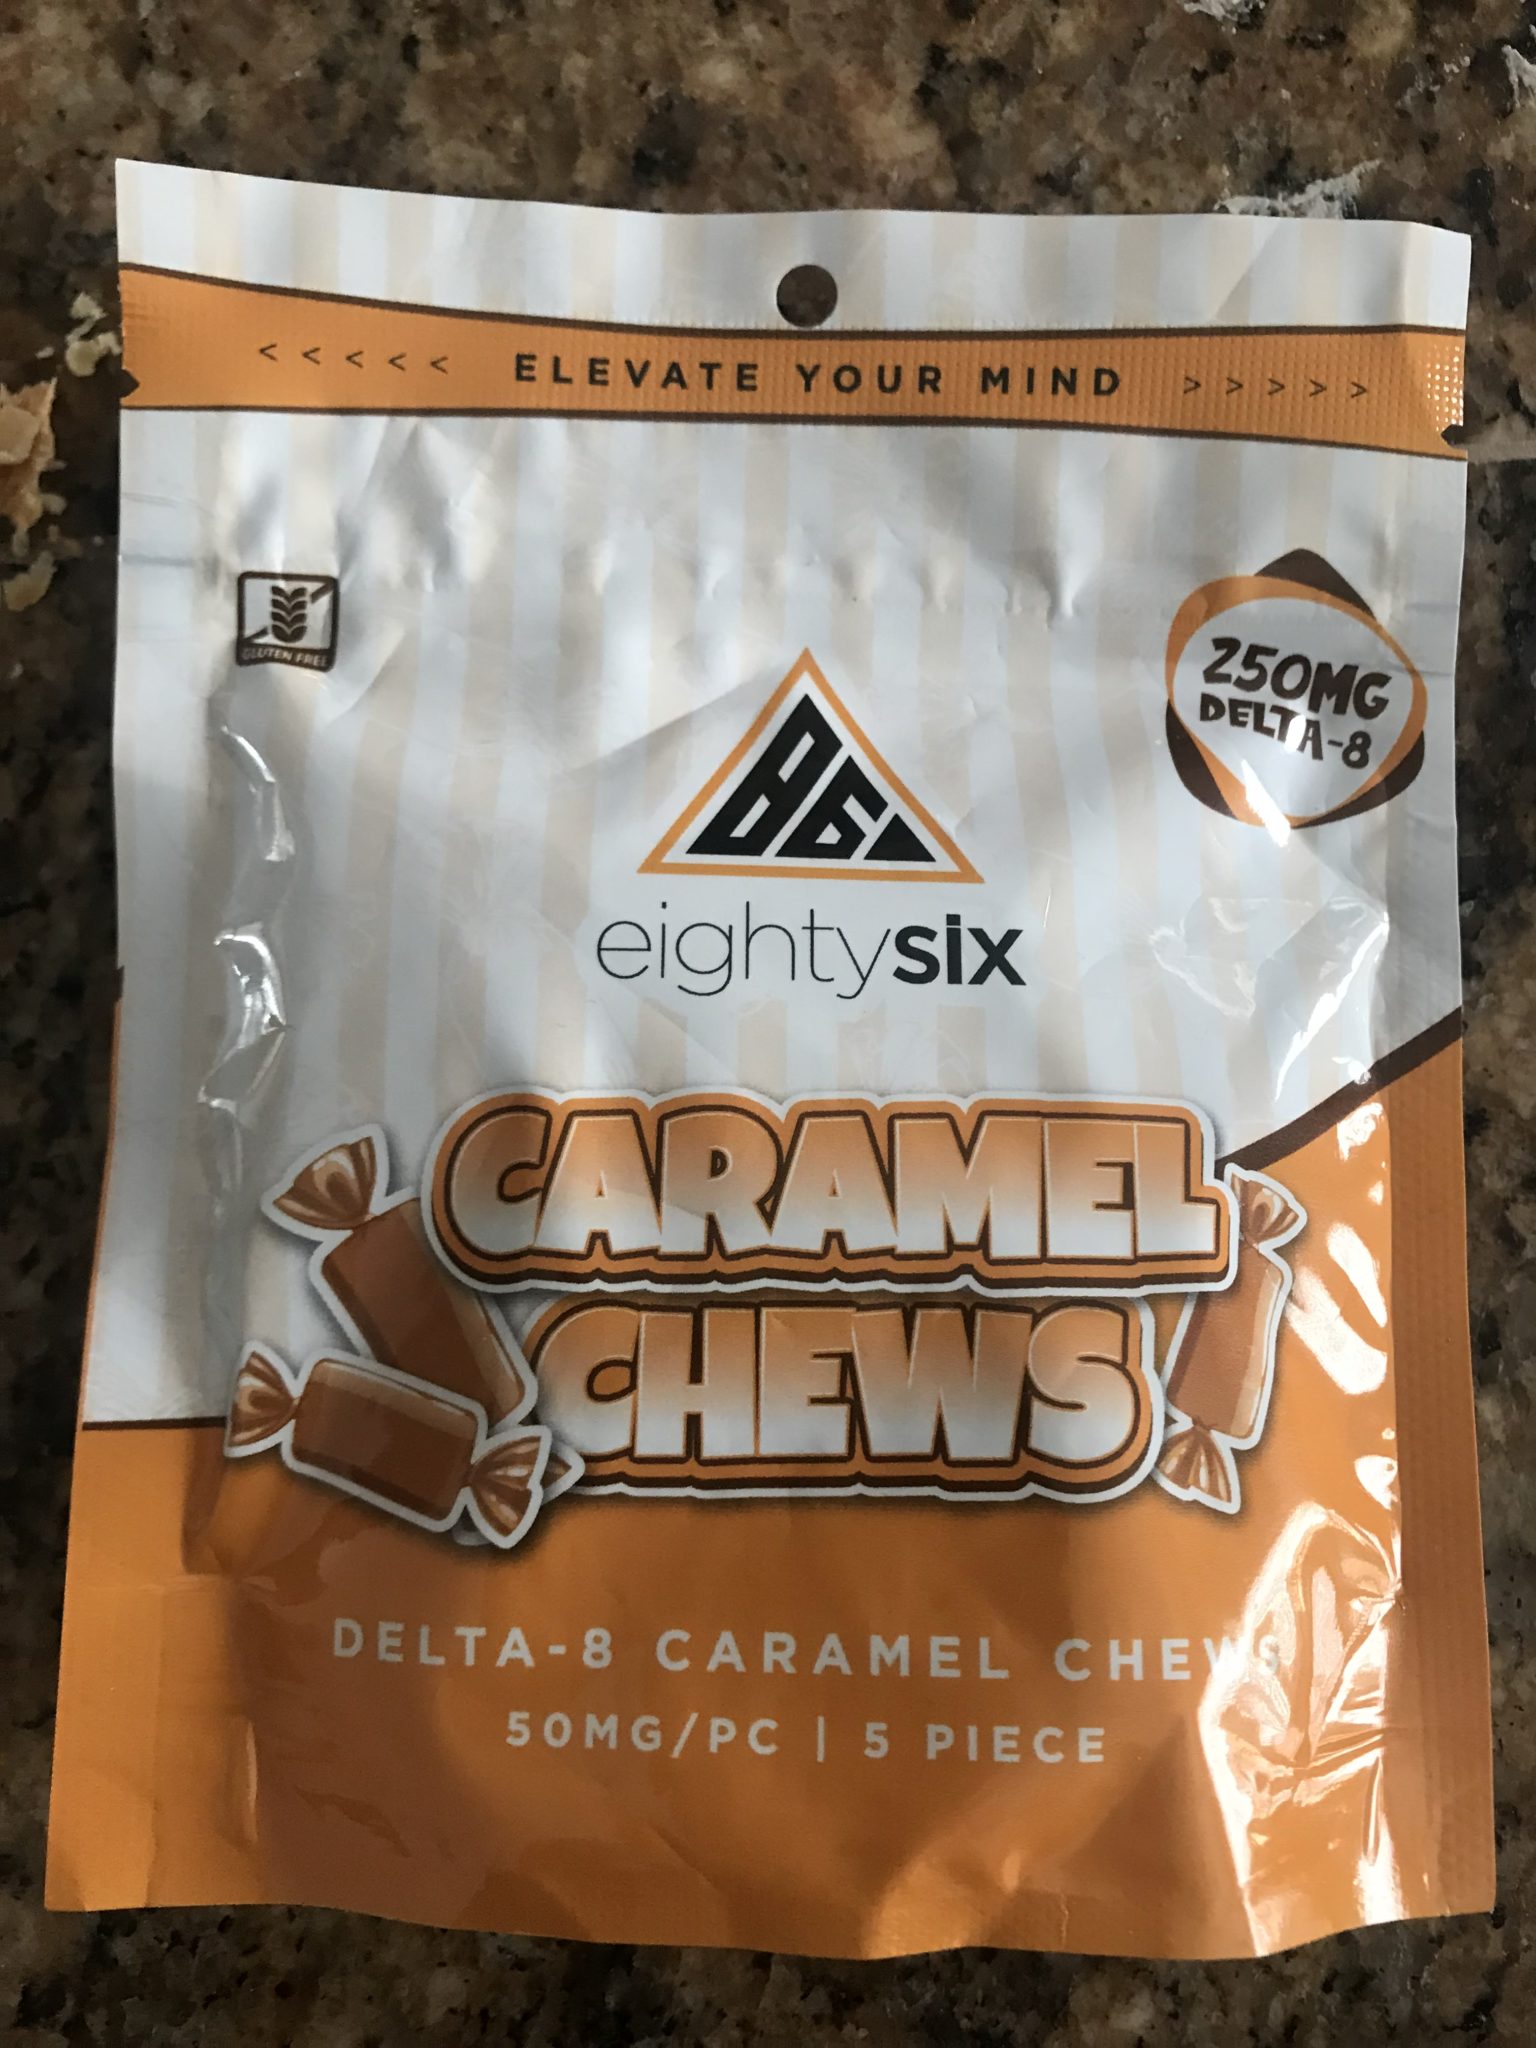 <<<<< ELEVATE YOUR MIND >>>>>
GLUTEN FREE
250MG
DELTA-8
86
eightysix
CARAMEL
CHEWS
DELTA-8 CARAMEL CHEWS
50MG/PC | 5 PIECE